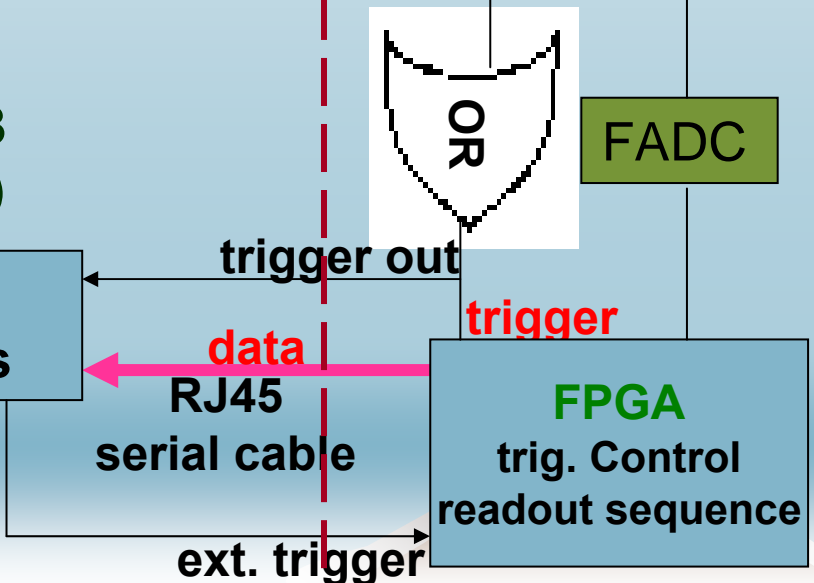 OR
FADC
trigger out
trigger
data
RJ45
serial cable
FPGA
trig. Control
readout sequence
ext. trigger